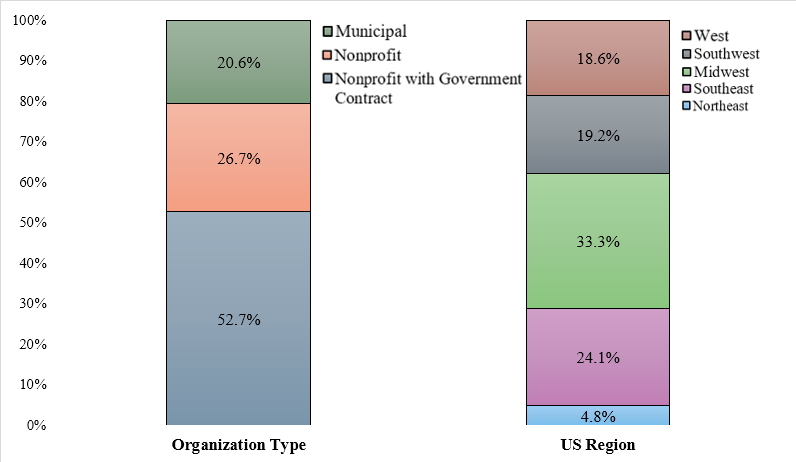 100%
90%
80%
70%
60%
50%
40%
30%
20%
10%
0%
20.6%
26.7%
52.7%
Organization Type
Municipal
Nonprofit
Nonprofit with Government
Contract
18.6%
19.2%
33.3%
24.1%
4.8%
US Region
West
Southwest
Midwest
Southeast
Northeast